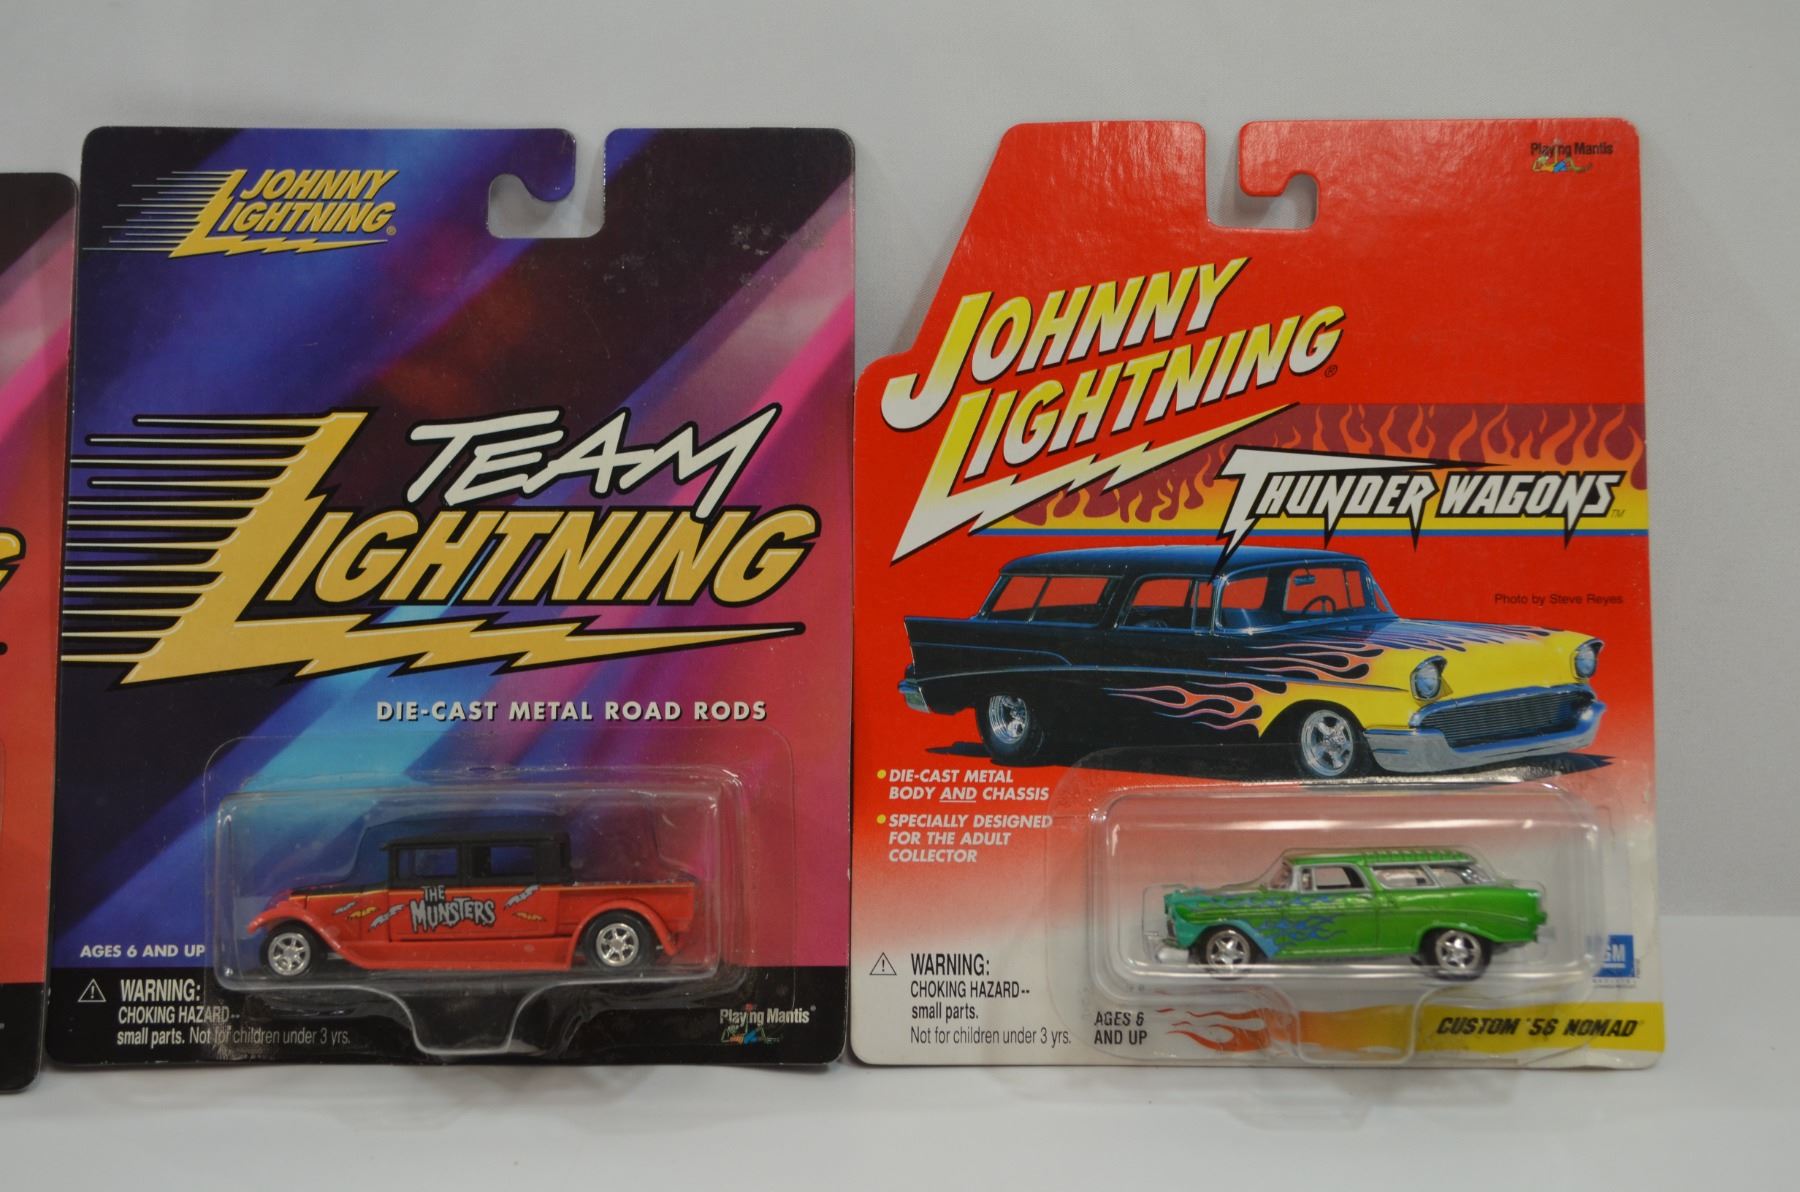 JOHNNY
LIGHTNING®
TEAM
LIGHTNING
DIE-CAST METAL ROAD RODS
THE
MUNSTERS
AGES 6 AND UP
WARNING:
CHOKING HAZARD--
small parts. Not for children under 3 yrs.
Playing Mantis®
Playing Mantis
JOHNNY
LIGHTNING®
THUNDER WAGONS™
Photo by Steve Reyes
DIE-CAST METAL
BODY AND CHASSIS
SPECIALLY DESIGNED
FOR THE ADULT
COLLECTOR
WARNING:
CHOKING HAZARD--
small parts.
Not for children under 3 yrs.
AGES 6
AND UP
GM
CUSTOM '56 NOMAD